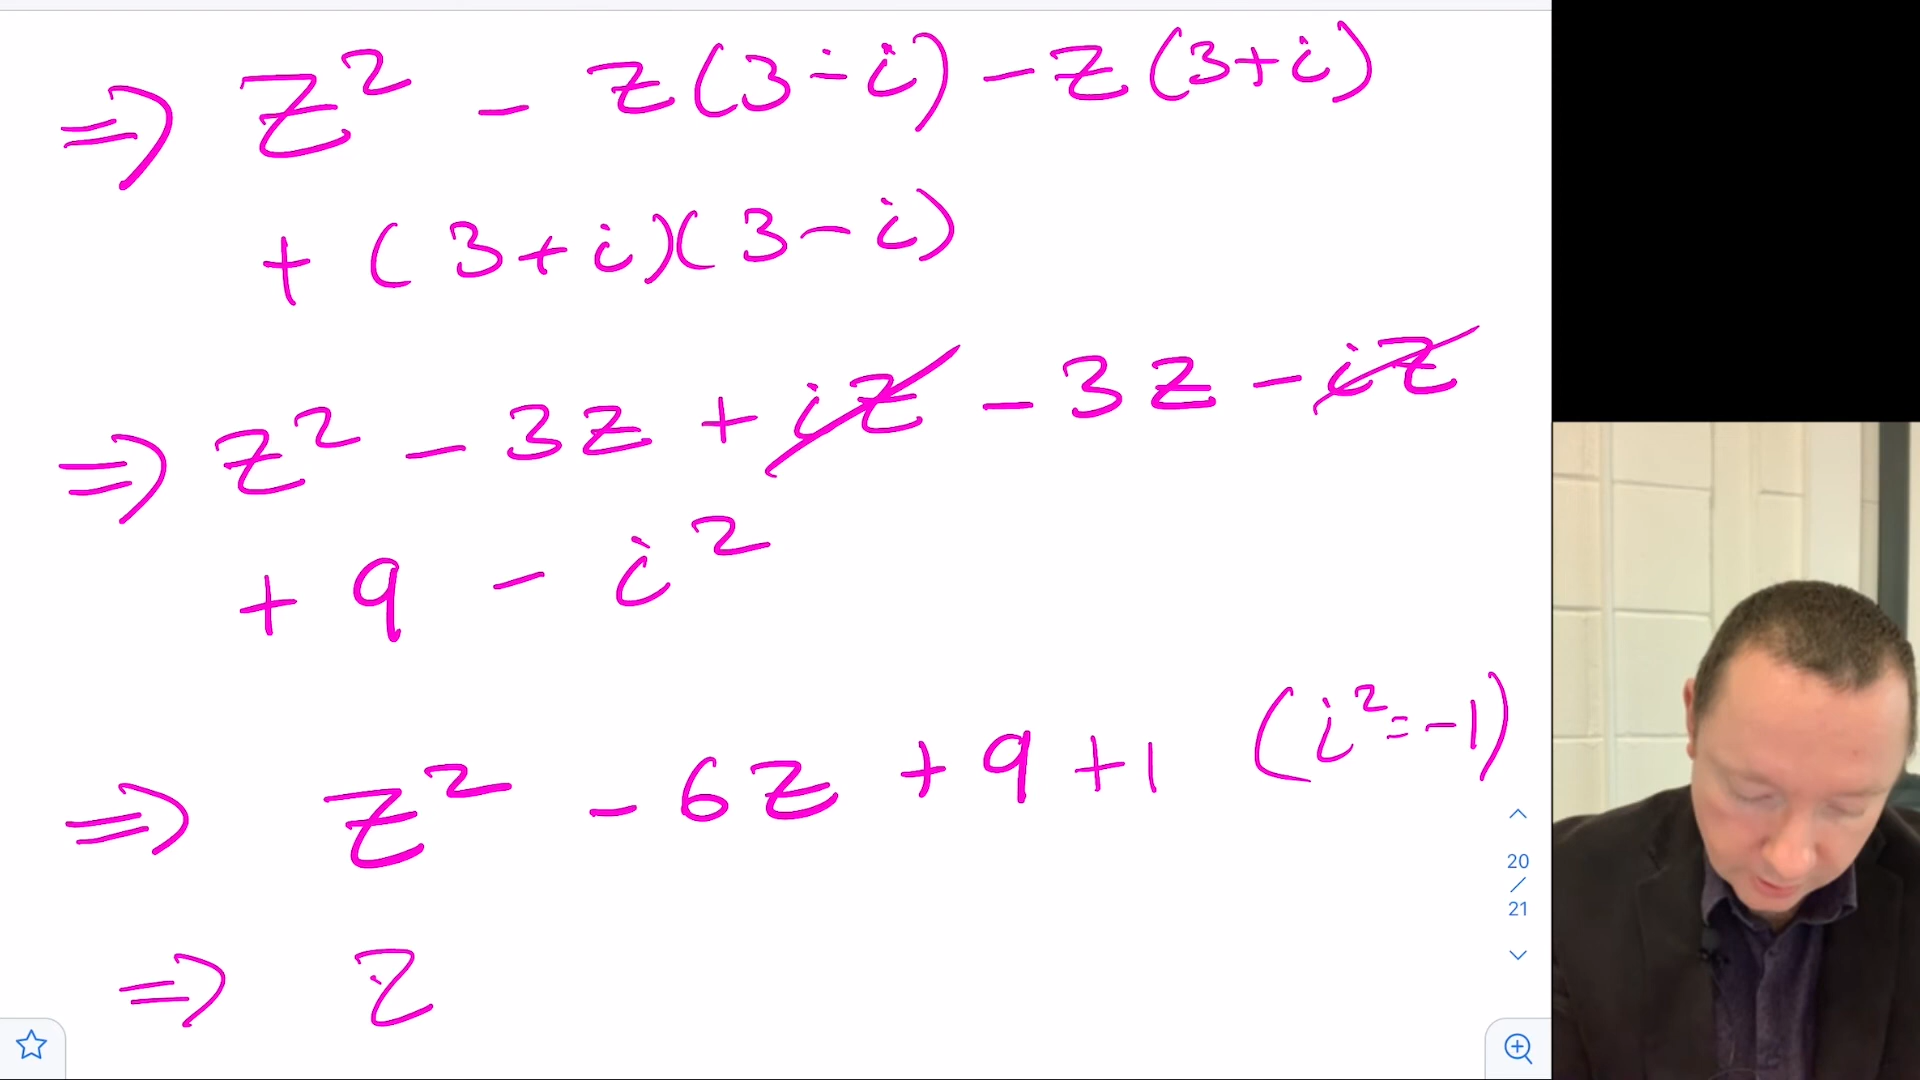 ⇒ z² - z(3-i) - z(3+i)
+ (3+i)(3-i)
⇒ z² - 3z + iz - 3z - iz
+ 9 - i²
⇒ z² - 6z + 9 + 1 (i² = -1)
⇒ z
20
/
21